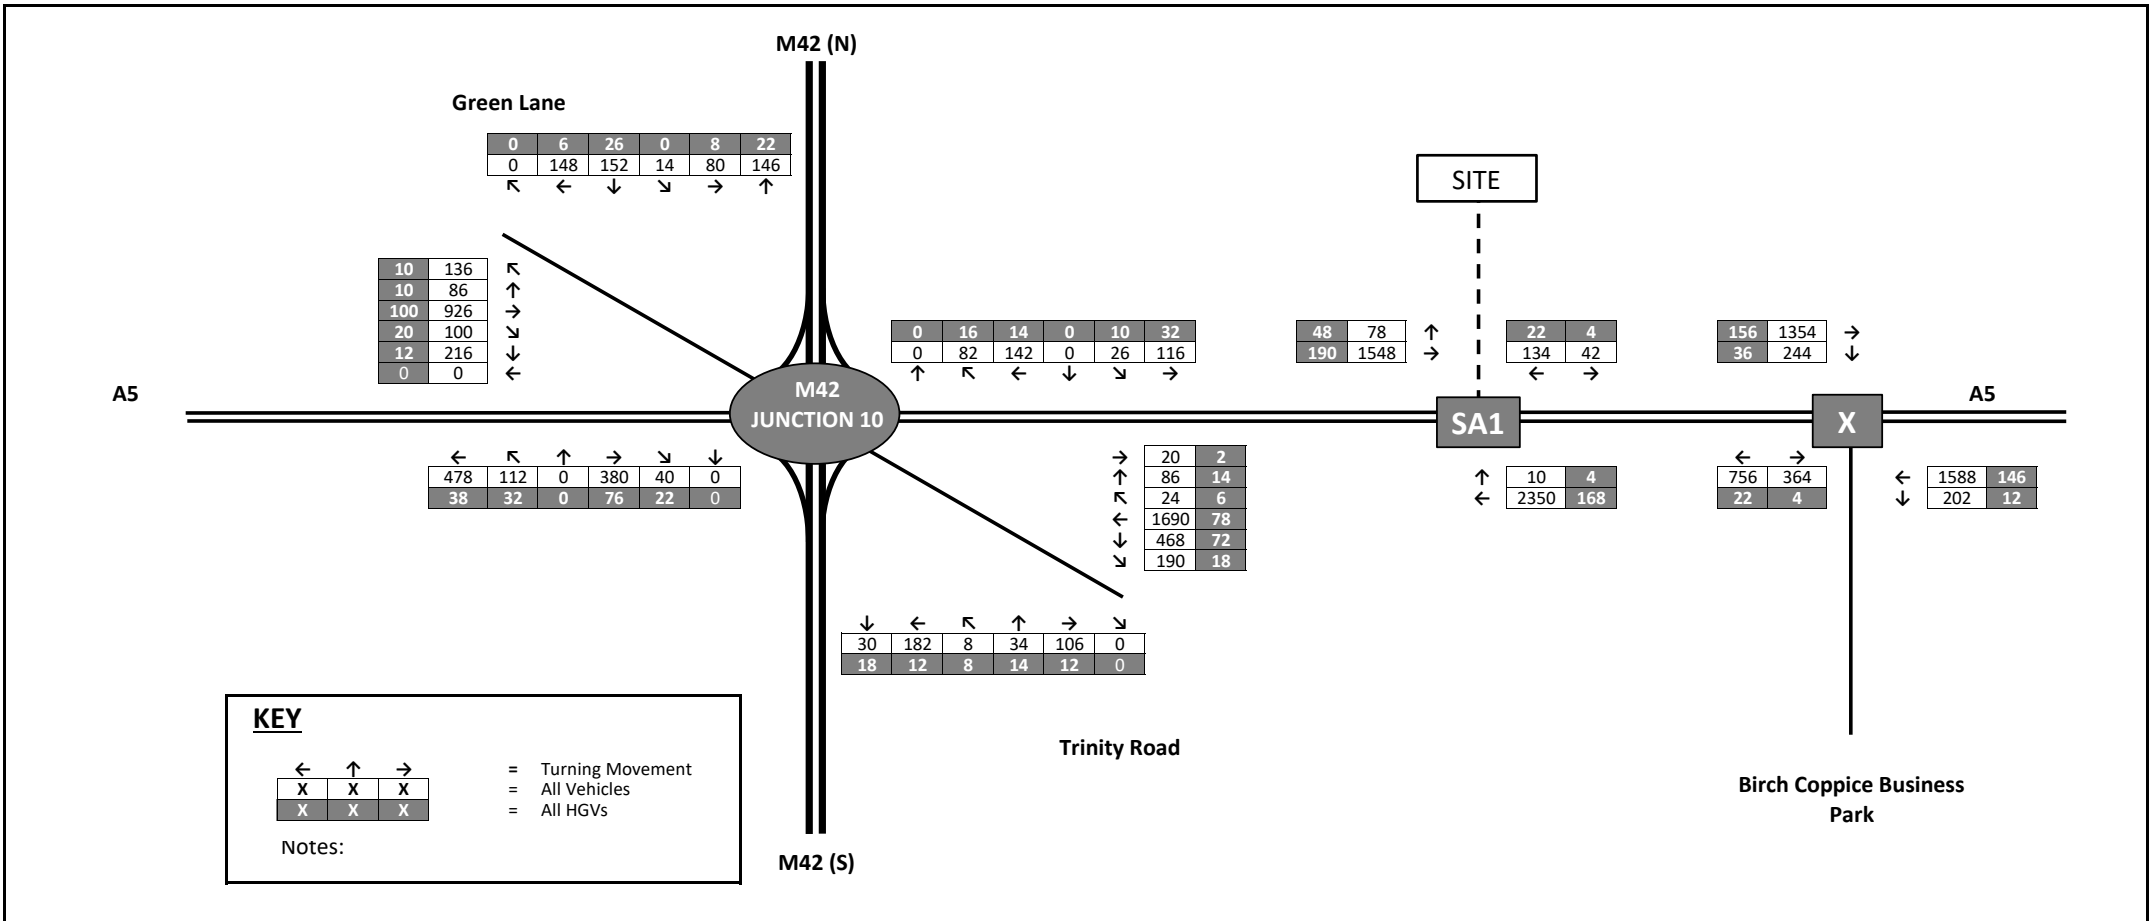 M42 (N)
Green Lane
0 6 26 0 8 22
0 148 152 14 80 146
↖ ← ↓ ↘ → ↑
SITE
10 136 ↖
10 86 ↑
100 926 →
20 100 ↘
12 216 ↓
0 0 ←
0 16 14 0 10 32
0 82 142 0 26 116
↑ ↖ ← ↓ ↘ →
48 78 ↑
190 1548 →
22 4
134 42
← →
156 1354 →
36 244 ↓
A5
M42
JUNCTION 10
SA1
X
A5
← ↖ ↑ → ↘ ↓
478 112 0 380 40 0
38 32 0 76 22 0
→ 20 2
↑ 86 14
↖ 24 6
← 1690 78
↓ 468 72
↘ 190 18
↑ 10 4
← 2350 168
← →
756 364
22 4
← 1588 146
↓ 202 12
↓ ← ↖ ↑ → ↘
30 182 8 34 106 0
18 12 8 14 12 0
KEY
← ↑ → = Turning Movement
X X X = All Vehicles
X X X = All HGVs
Notes:
Trinity Road
Birch Coppice Business
Park
M42 (S)